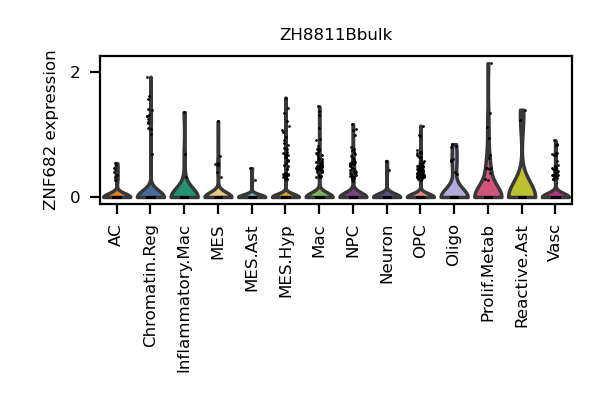 ZH8811Bbulk
ZNF682 expression
2
0
AC
Chromatin.Reg
Inflammatory.Mac
MES
MES.Ast
MES.Hyp
Mac
NPC
Neuron
OPC
Oligo
Prolif.Metab
Reactive.Ast
Vasc